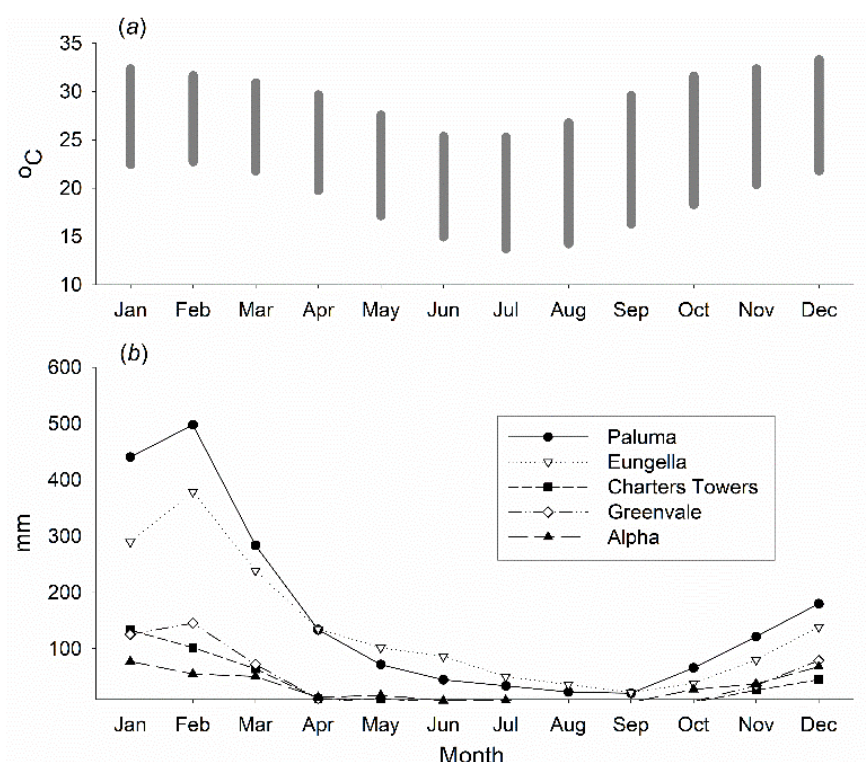 (a)
35
30
25
20
15
10
°C
Jan Feb Mar Apr May Jun Jul Aug Sep Oct Nov Dec
(b)
600
500
400
300
200
100
mm
Paluma
Eungella
Charters Towers
Greenvale
Alpha
Jan Feb Mar Apr May Jun Jul Aug Sep Oct Nov Dec
Month